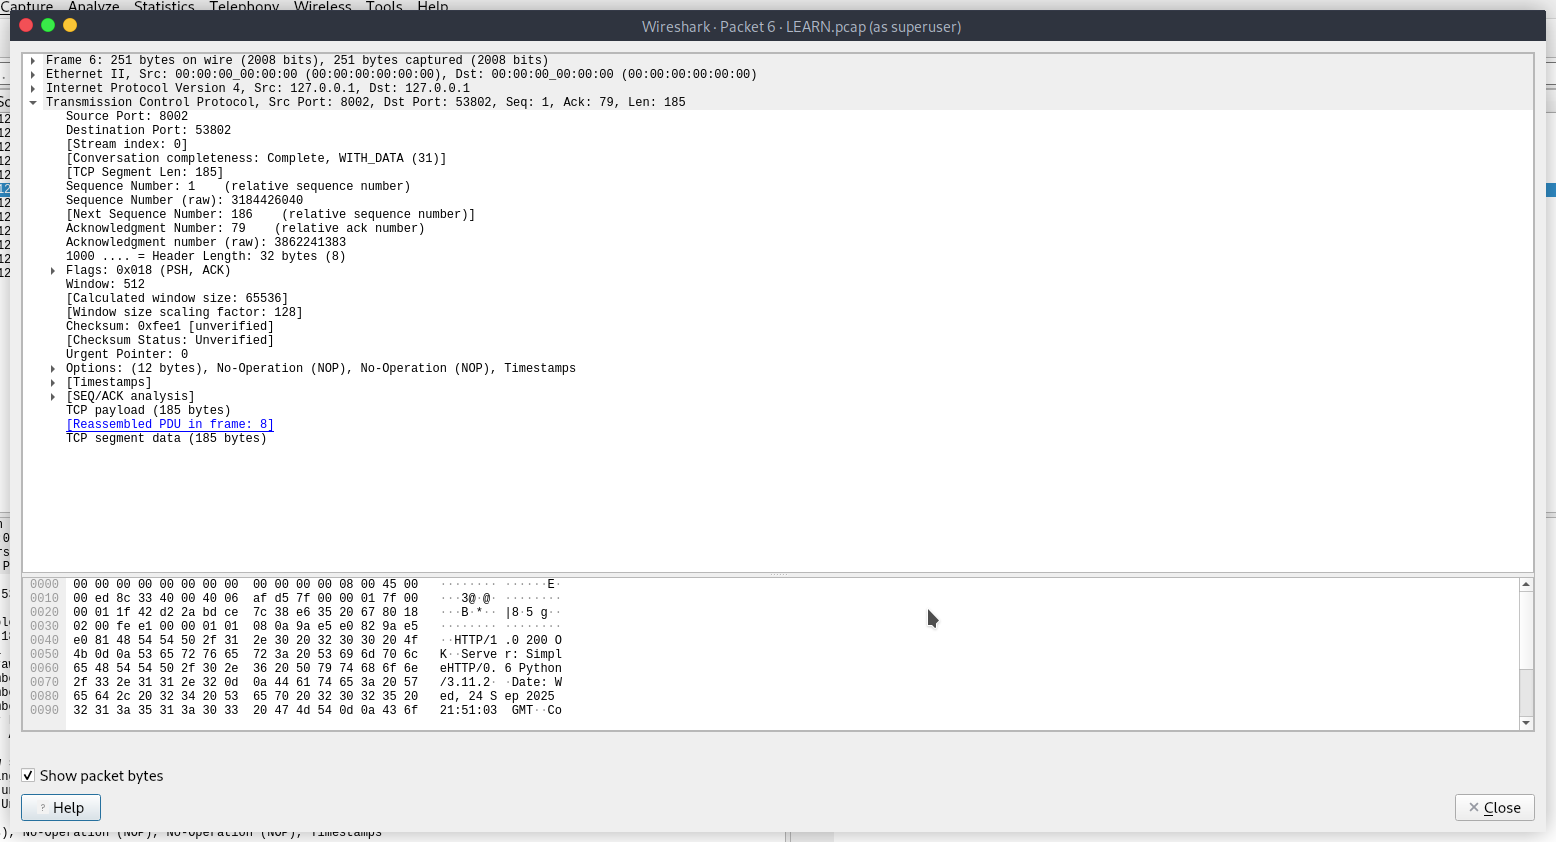 Capture Analyze Statistics Telephony Wireless Tools Help
Wireshark · Packet 6 · LEARN.pcap (as superuser)
Frame 6: 251 bytes on wire (2008 bits), 251 bytes captured (2008 bits)
Ethernet II, Src: 00:00:00_00:00:00 (00:00:00:00:00:00), Dst: 00:00:00_00:00:00 (00:00:00:00:00:00)
Internet Protocol Version 4, Src: 127.0.0.1, Dst: 127.0.0.1
Transmission Control Protocol, Src Port: 8002, Dst Port: 53802, Seq: 1, Ack: 79, Len: 185
Source Port: 8002
Destination Port: 53802
[Stream index: 0]
[Conversation completeness: Complete, WITH_DATA (31)]
[TCP Segment Len: 185]
Sequence Number: 1    (relative sequence number)
Sequence Number (raw): 3184426040
[Next Sequence Number: 186    (relative sequence number)]
Acknowledgment Number: 79    (relative ack number)
Acknowledgment number (raw): 3862241383
1000 .... = Header Length: 32 bytes (8)
Flags: 0x018 (PSH, ACK)
Window: 512
[Calculated window size: 65536]
[Window size scaling factor: 128]
Checksum: 0xfee1 [unverified]
[Checksum Status: Unverified]
Urgent Pointer: 0
Options: (12 bytes), No-Operation (NOP), No-Operation (NOP), Timestamps
[Timestamps]
[SEQ/ACK analysis]
TCP payload (185 bytes)
[Reassembled PDU in frame: 8]
TCP segment data (185 bytes)
0000 00 00 00 00 00 00 00 00 00 00 00 00 08 00 45 00 ········ ······E·
0010 00 ed 8c 33 40 00 40 06 af d5 7f 00 00 01 7f 00 ···3@·@· ········
0020 00 01 1f 42 d2 2a bd ce 7c 38 e6 35 20 67 80 18 ···B·*·· |8·5 g··
0030 02 00 fe e1 00 00 01 01 08 0a 9a e5 e0 82 9a e5 ········ ········
0040 e0 81 48 54 54 50 2f 31 2e 30 20 32 30 30 20 4f ··HTTP/1 .0 200 O
0050 4b 0d 0a 53 65 72 76 65 72 3a 20 53 69 6d 70 6c K··Serve r: Simpl
0060 65 48 54 54 50 2f 30 2e 36 20 50 79 74 68 6f 6e eHTTP/0. 6 Python
0070 2f 33 2e 31 31 2e 32 0d 0a 44 61 74 65 3a 20 57 /3.11.2· ·Date: W
0080 65 64 2c 20 32 34 20 53 65 70 20 32 30 32 35 20 ed, 24 S ep 2025
0090 32 31 3a 35 31 3a 30 33 20 47 4d 54 0d 0a 43 6f 21:51:03 GMT··Co
Show packet bytes
Help
Close
), No-Operation (NOP), No-Operation (NOP), Timestamps